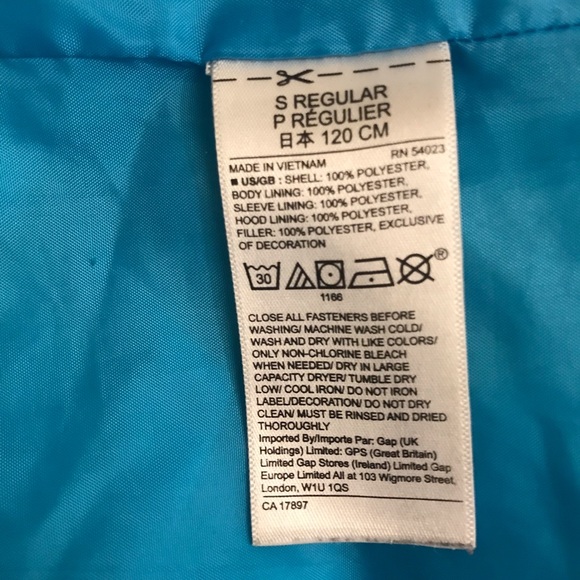 S REGULAR
P RÉGULIER
日本 120 CM
RN 54023
MADE IN VIETNAM
■ US/GB : SHELL: 100% POLYESTER,
BODY LINING: 100% POLYESTER,
SLEEVE LINING: 100% POLYESTER,
HOOD LINING: 100% POLYESTER,
FILLER: 100% POLYESTER, EXCLUSIVE
OF DECORATION
30
®
1166
CLOSE ALL FASTENERS BEFORE
WASHING/ MACHINE WASH COLD/
WASH AND DRY WITH LIKE COLORS/
ONLY NON-CHLORINE BLEACH
WHEN NEEDED/ DRY IN LARGE
CAPACITY DRYER/ TUMBLE DRY
LOW/ COOL IRON/ DO NOT IRON
LABEL/DECORATION/ DO NOT DRY
CLEAN/ MUST BE RINSED AND DRIED
THOROUGHLY
Imported By/Importe Par: Gap (UK
Holdings) Limited: GPS (Great Britain)
Limited Gap Stores (Ireland) Limited Gap
Europe Limited All at 103 Wigmore Street,
London, W1U 1QS
CA 17897